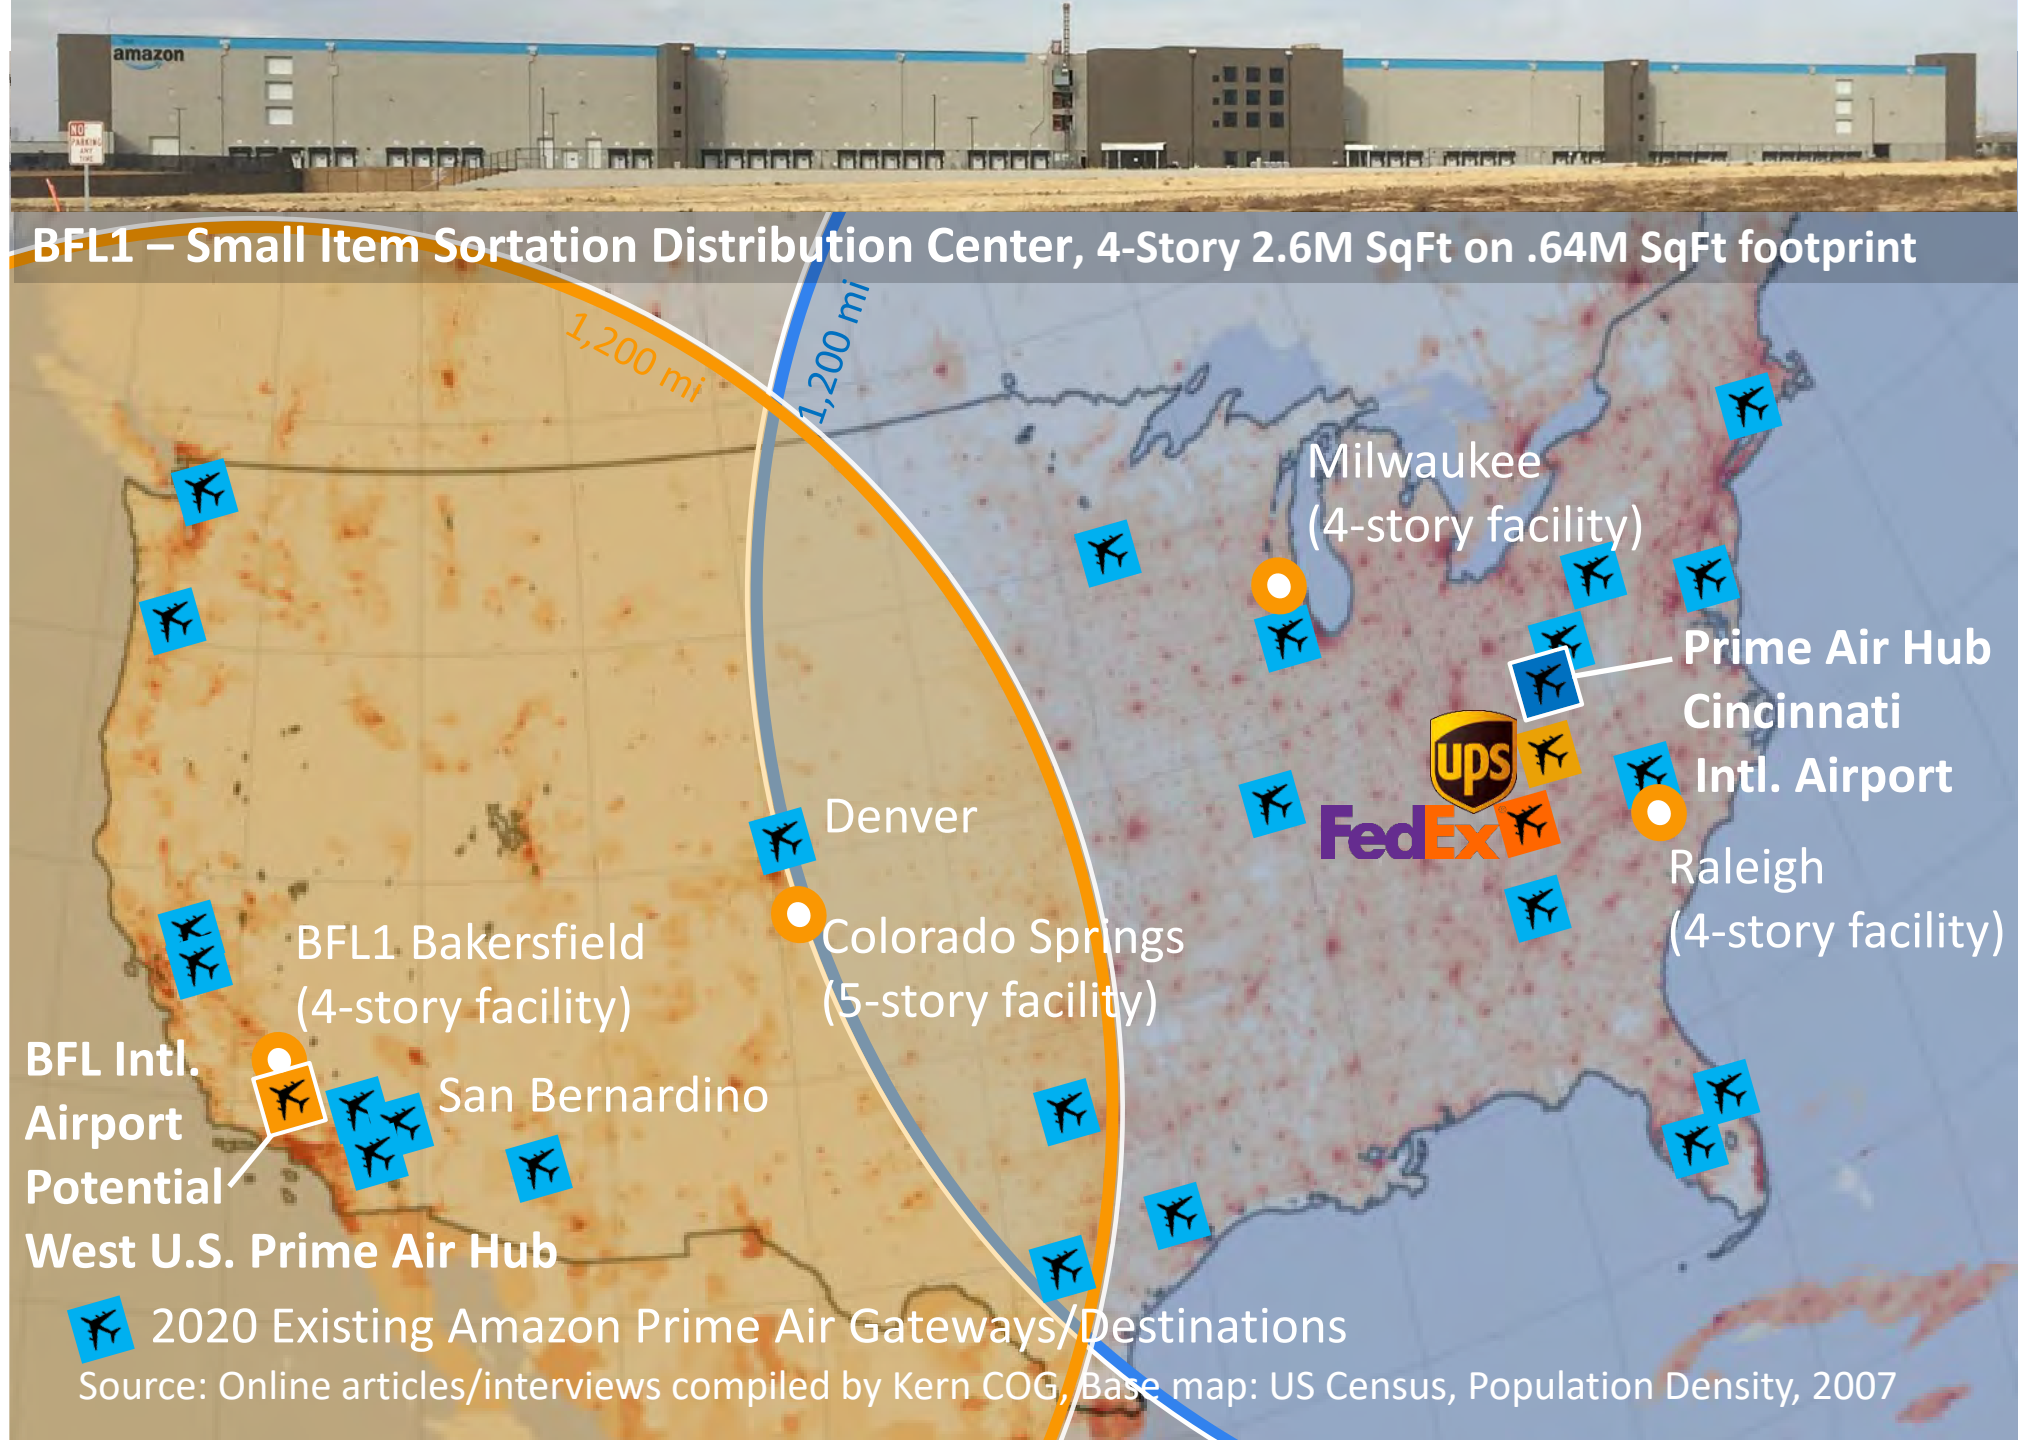 amazon
NO
PARKING
ANY
TIME
BFL1 – Small Item Sortation Distribution Center, 4-Story 2.6M SqFt on .64M SqFt footprint
1,200 mi
1,200 mi
Milwaukee
(4-story facility)
Prime Air Hub
Cincinnati
Intl. Airport
ups
FedEx
Denver
Raleigh
(4-story facility)
Colorado Springs
(5-story facility)
BFL1 Bakersfield
(4-story facility)
BFL Intl.
Airport
Potential
West U.S. Prime Air Hub
San Bernardino
2020 Existing Amazon Prime Air Gateways/Destinations
Source: Online articles/interviews compiled by Kern COG, Base map: US Census, Population Density, 2007